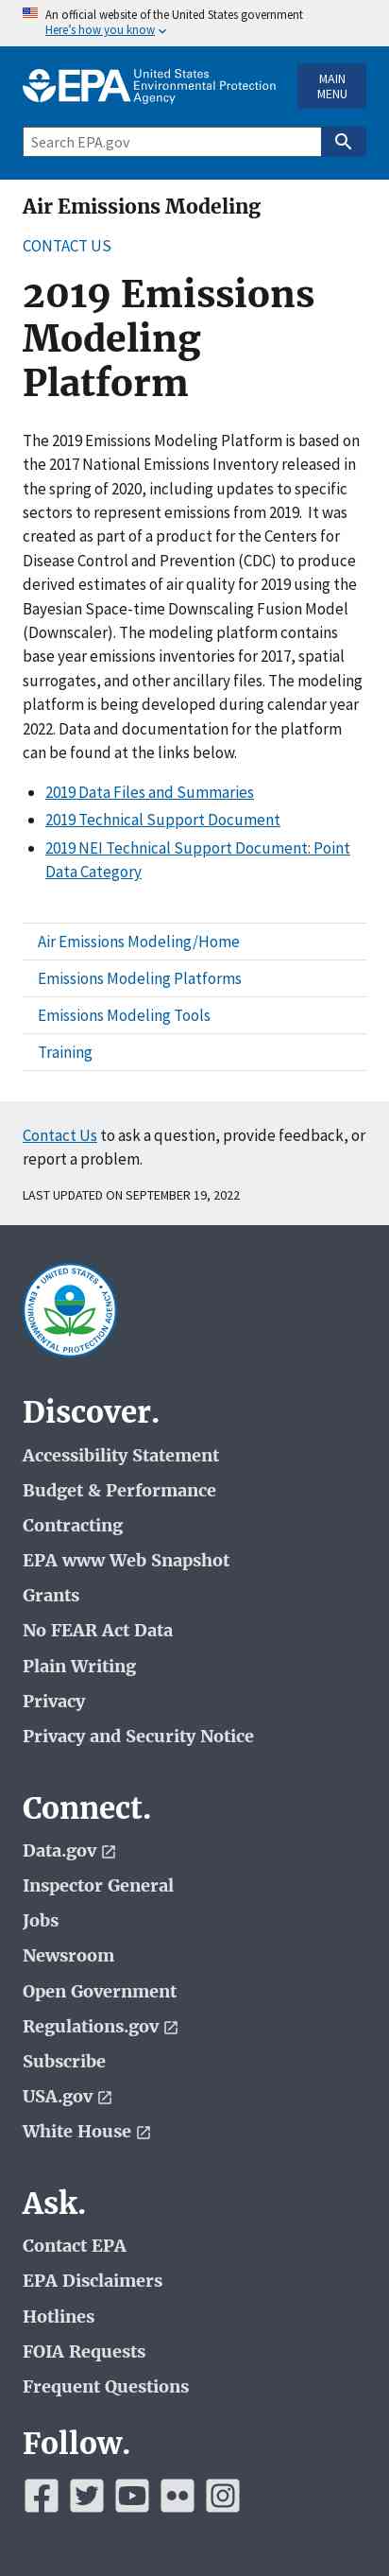 An official website of the United States government
Here's how you know
EPA United States
Environmental Protection
Agency
MAIN
MENU
Search EPA.gov
Air Emissions Modeling
CONTACT US
2019 Emissions
Modeling
Platform
The 2019 Emissions Modeling Platform is based on
the 2017 National Emissions Inventory released in
the spring of 2020, including updates to specific
sectors to represent emissions from 2019.  It was
created as part of a product for the Centers for
Disease Control and Prevention (CDC) to produce
derived estimates of air quality for 2019 using the
Bayesian Space-time Downscaling Fusion Model
(Downscaler). The modeling platform contains
base year emissions inventories for 2017, spatial
surrogates, and other ancillary files. The modeling
platform is being developed during calendar year
2022. Data and documentation for the platform
can be found at the links below.
• 2019 Data Files and Summaries
• 2019 Technical Support Document
• 2019 NEI Technical Support Document: Point
Data Category
Air Emissions Modeling/Home
Emissions Modeling Platforms
Emissions Modeling Tools
Training
Contact Us to ask a question, provide feedback, or
report a problem.
LAST UPDATED ON SEPTEMBER 19, 2022
UNITED STATES
ENVIRONMENTAL PROTECTION AGENCY
Discover.
Accessibility Statement
Budget & Performance
Contracting
EPA www Web Snapshot
Grants
No FEAR Act Data
Plain Writing
Privacy
Privacy and Security Notice
Connect.
Data.gov
Inspector General
Jobs
Newsroom
Open Government
Regulations.gov
Subscribe
USA.gov
White House
Ask.
Contact EPA
EPA Disclaimers
Hotlines
FOIA Requests
Frequent Questions
Follow.